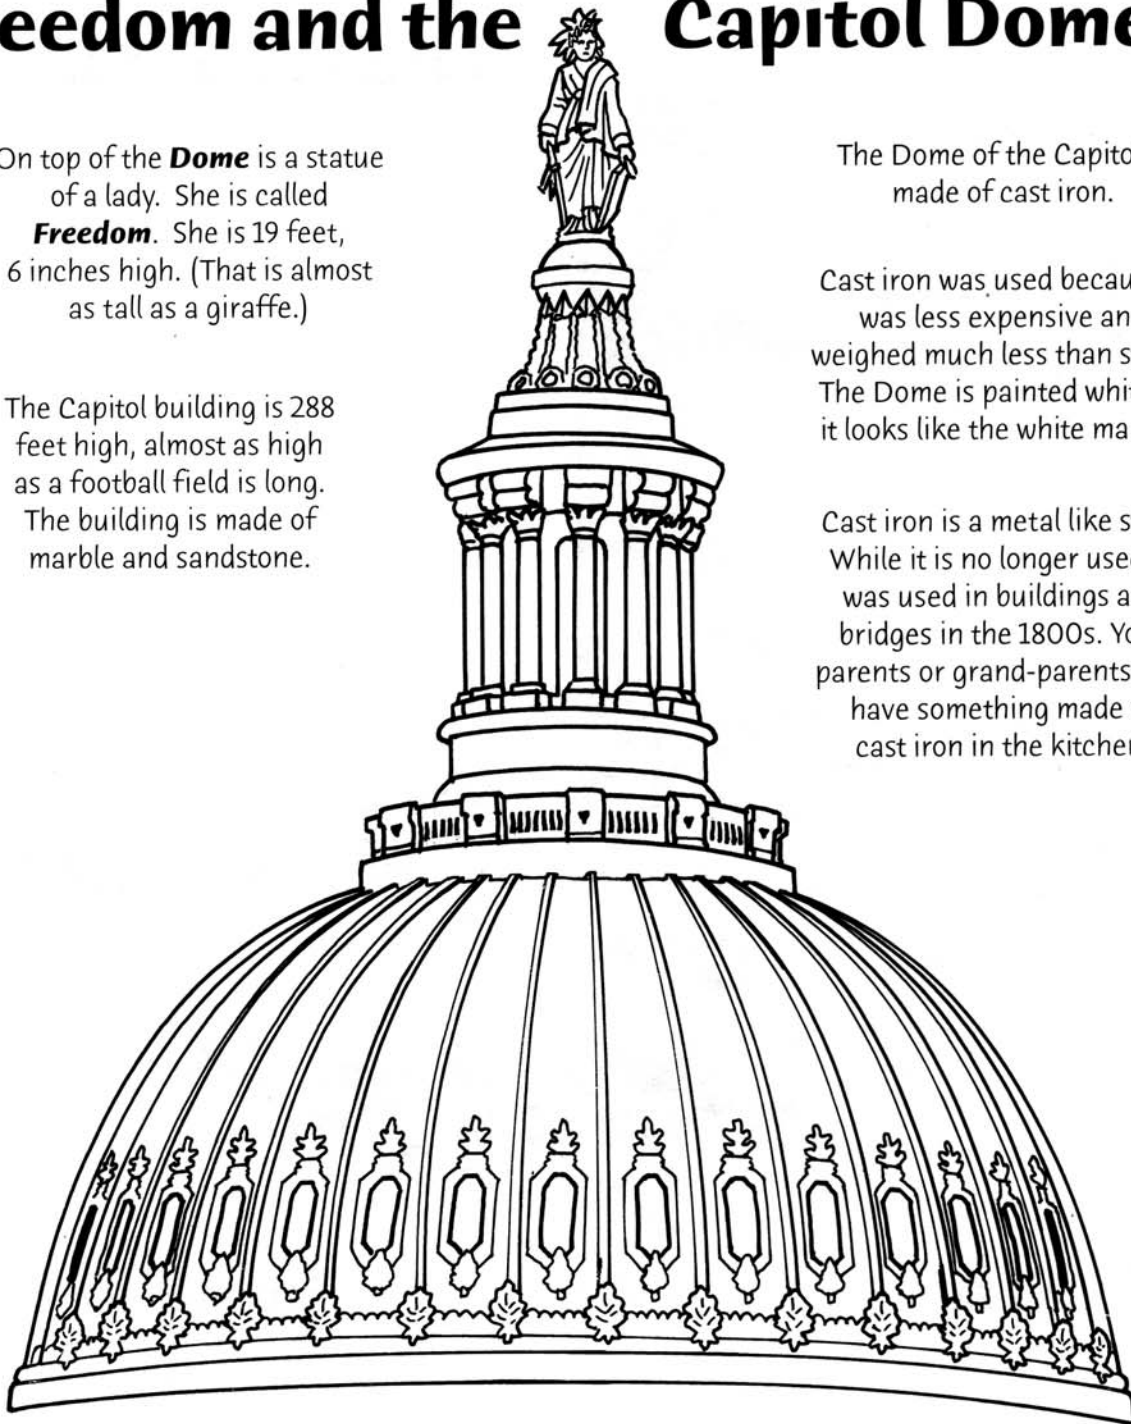 eedom and the Capitol Dome
On top of the Dome is a statue
of a lady. She is called
Freedom. She is 19 feet,
6 inches high. (That is almost
as tall as a giraffe.)
The Capitol building is 288
feet high, almost as high
as a football field is long.
The building is made of
marble and sandstone.
The Dome of the Capito
made of cast iron.
Cast iron was used becau
was less expensive an
weighed much less than s
The Dome is painted whi
it looks like the white ma
Cast iron is a metal like s
While it is no longer use
was used in buildings a
bridges in the 1800s. Yo
parents or grand-parents
have something made
cast iron in the kitche